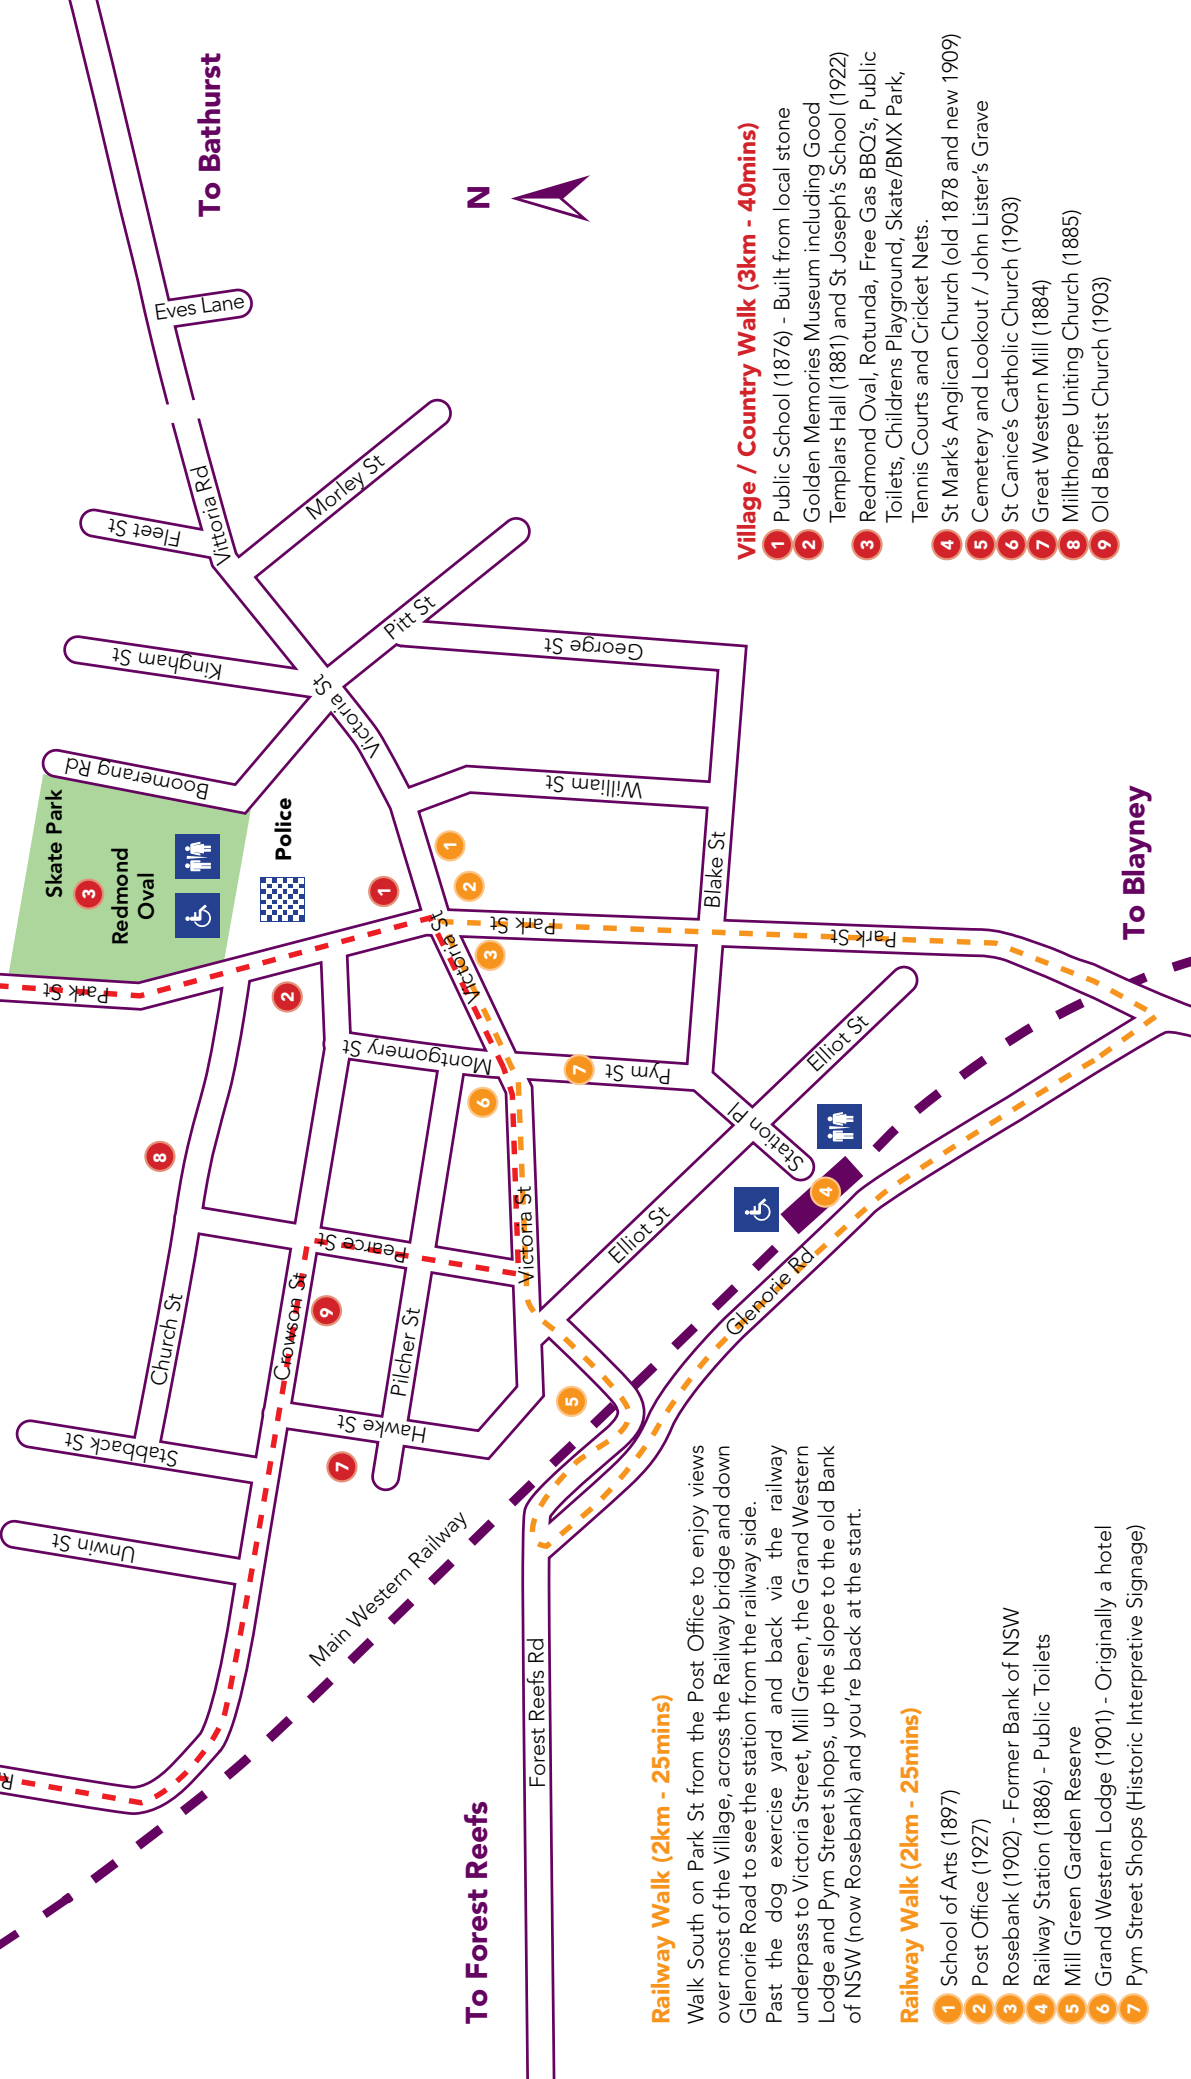 To Bathurst
Eves Lane
N
Vittoria Rd
Fleet St
Morley St
Kingham St
Pitt St
Victoria St
George St
Boomerang Rd
William St
Skate Park
3
Redmond
Oval
Police
1
1
2
Blake St
Park St
Park St
Park St
Victoria St
3
2
Montgomery St
Pym St
7
6
8
Elliot St
Station Pl
4
To Blayney
Church St
Pearce St
Victoria St
Elliot St
Crowson St
9
Pilcher St
Glenorie Rd
Stabback St
Hawke St
7
5
Unwin St
Main Western Railway
Forest Reefs Rd
To Forest Reefs
Village / Country Walk (3km - 40mins)
1 Public School (1876) - Built from local stone
2 Golden Memories Museum including Good
Templars Hall (1881) and St Joseph's School (1922)
3 Redmond Oval, Rotunda, Free Gas BBQ's, Public
Toilets, Childrens Playground, Skate/BMX Park,
Tennis Courts and Cricket Nets.
4 St Mark's Anglican Church (old 1878 and new 1909)
5 Cemetery and Lookout / John Lister's Grave
6 St Canice's Catholic Church (1903)
7 Great Western Mill (1884)
8 Millthorpe Uniting Church (1885)
9 Old Baptist Church (1903)
Railway Walk (2km - 25mins)
Walk South on Park St from the Post Office to enjoy views
over most of the Village, across the Railway bridge and down
Glenorie Road to see the station from the railway side.
Past the dog exercise yard and back via the railway
underpass to Victoria Street, Mill Green, the Grand Western
Lodge and Pym Street shops, up the slope to the old Bank
of NSW (now Rosebank) and you're back at the start.
Railway Walk (2km - 25mins)
1 School of Arts (1897)
2 Post Office (1927)
3 Rosebank (1902) - Former Bank of NSW
4 Railway Station (1886) - Public Toilets
5 Mill Green Garden Reserve
6 Grand Western Lodge (1901) - Originally a hotel
7 Pym Street Shops (Historic Interpretive Signage)